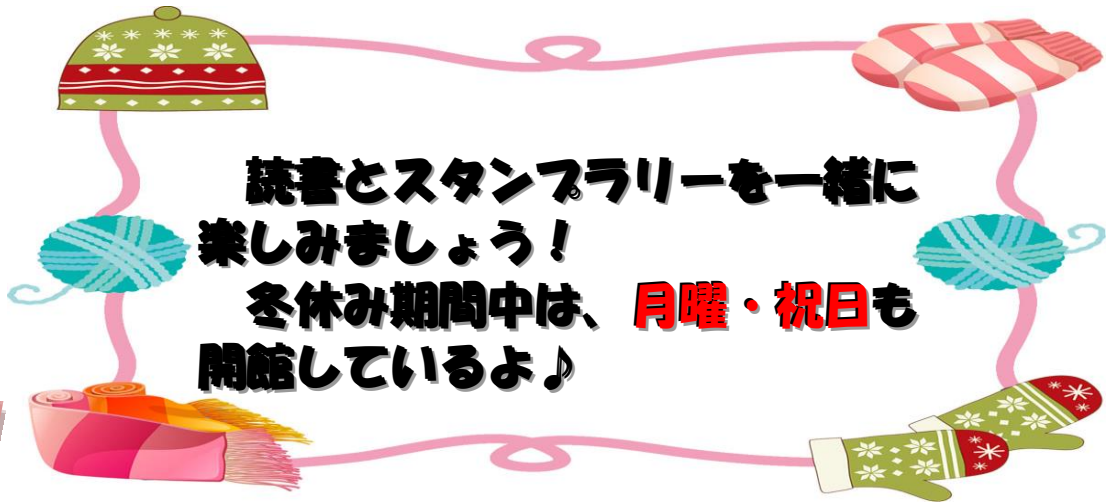 読書とスタンプラリーを一緒に
楽しみましょう！
冬休み期間中は、月曜・祝日も
開館しているよ♪